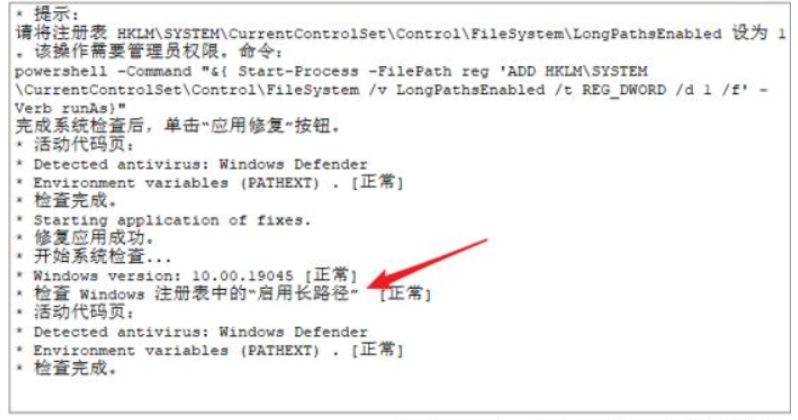 * 提示:
请将注册表 HKLM\SYSTEM\CurrentControlSet\Control\FileSystem\LongPathsEnabled 设为 1
。该操作需要管理员权限。命令:
powershell -Command "&{ Start-Process -FilePath reg 'ADD HKLM\SYSTEM
\CurrentControlSet\Control\FileSystem /v LongPathsEnabled /t REG_DWORD /d 1 /f' -
Verb runAs}"
完成系统检查后，单击“应用修复”按钮。
* 活动代码页:
* Detected antivirus: Windows Defender
* Environment variables (PATHEXT) . [正常]
* 检查完成。
* Starting application of fixes.
* 修复应用成功。
* 开始系统检查...
* Windows version: 10.00.19045 [正常]
* 检查 Windows 注册表中的“启用长路径” [正常]
* 活动代码页:
* Detected antivirus: Windows Defender
* Environment variables (PATHEXT) . [正常]
* 检查完成。